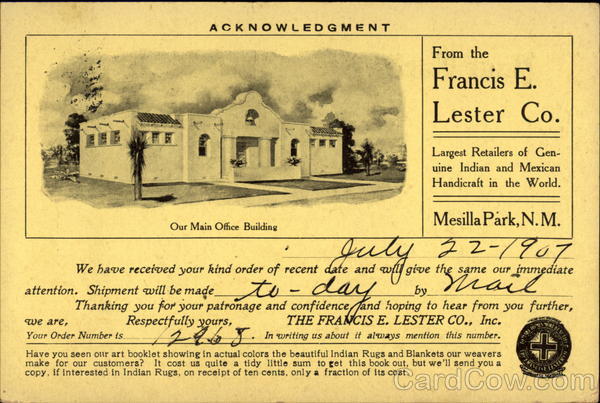 ACKNOWLEDGMENT
From the
Francis E.
Lester Co.
Largest Retailers of Gen-
uine Indian and Mexican
Handicraft in the World.
Mesilla Park, N. M.
Our Main Office Building
July 22-1907
We have received your kind order of recent date and will give the same our immediate
attention. Shipment will be made to-day by Mail
Thanking you for your patronage and confidence and hoping to hear from you further,
we are, Respectfully yours, THE FRANCIS E. LESTER CO., Inc.
Your Order Number is 12968. In writing us about it always mention this number.
Have you seen our art booklet showing in actual colors the beautiful Indian Rugs and Blankets our weavers
make for our customers? It cost us quite a tidy little sum to get this book out, but we'll send you a
copy, if interested in Indian Rugs, on receipt of ten cents, only a fraction of its cost.
CardCow.com